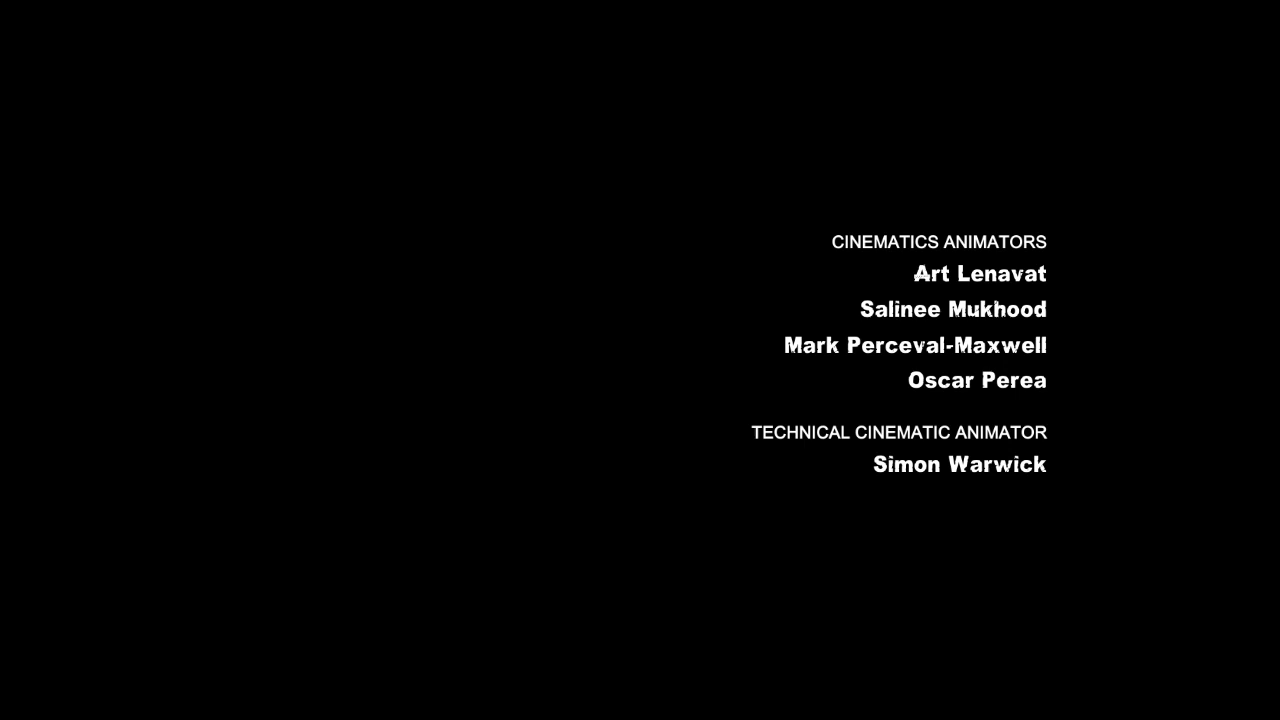 CINEMATICS ANIMATORS
Art Lenavat
Salinee Mukhood
Mark Perceval-Maxwell
Oscar Perea
TECHNICAL CINEMATIC ANIMATOR
Simon Warwick